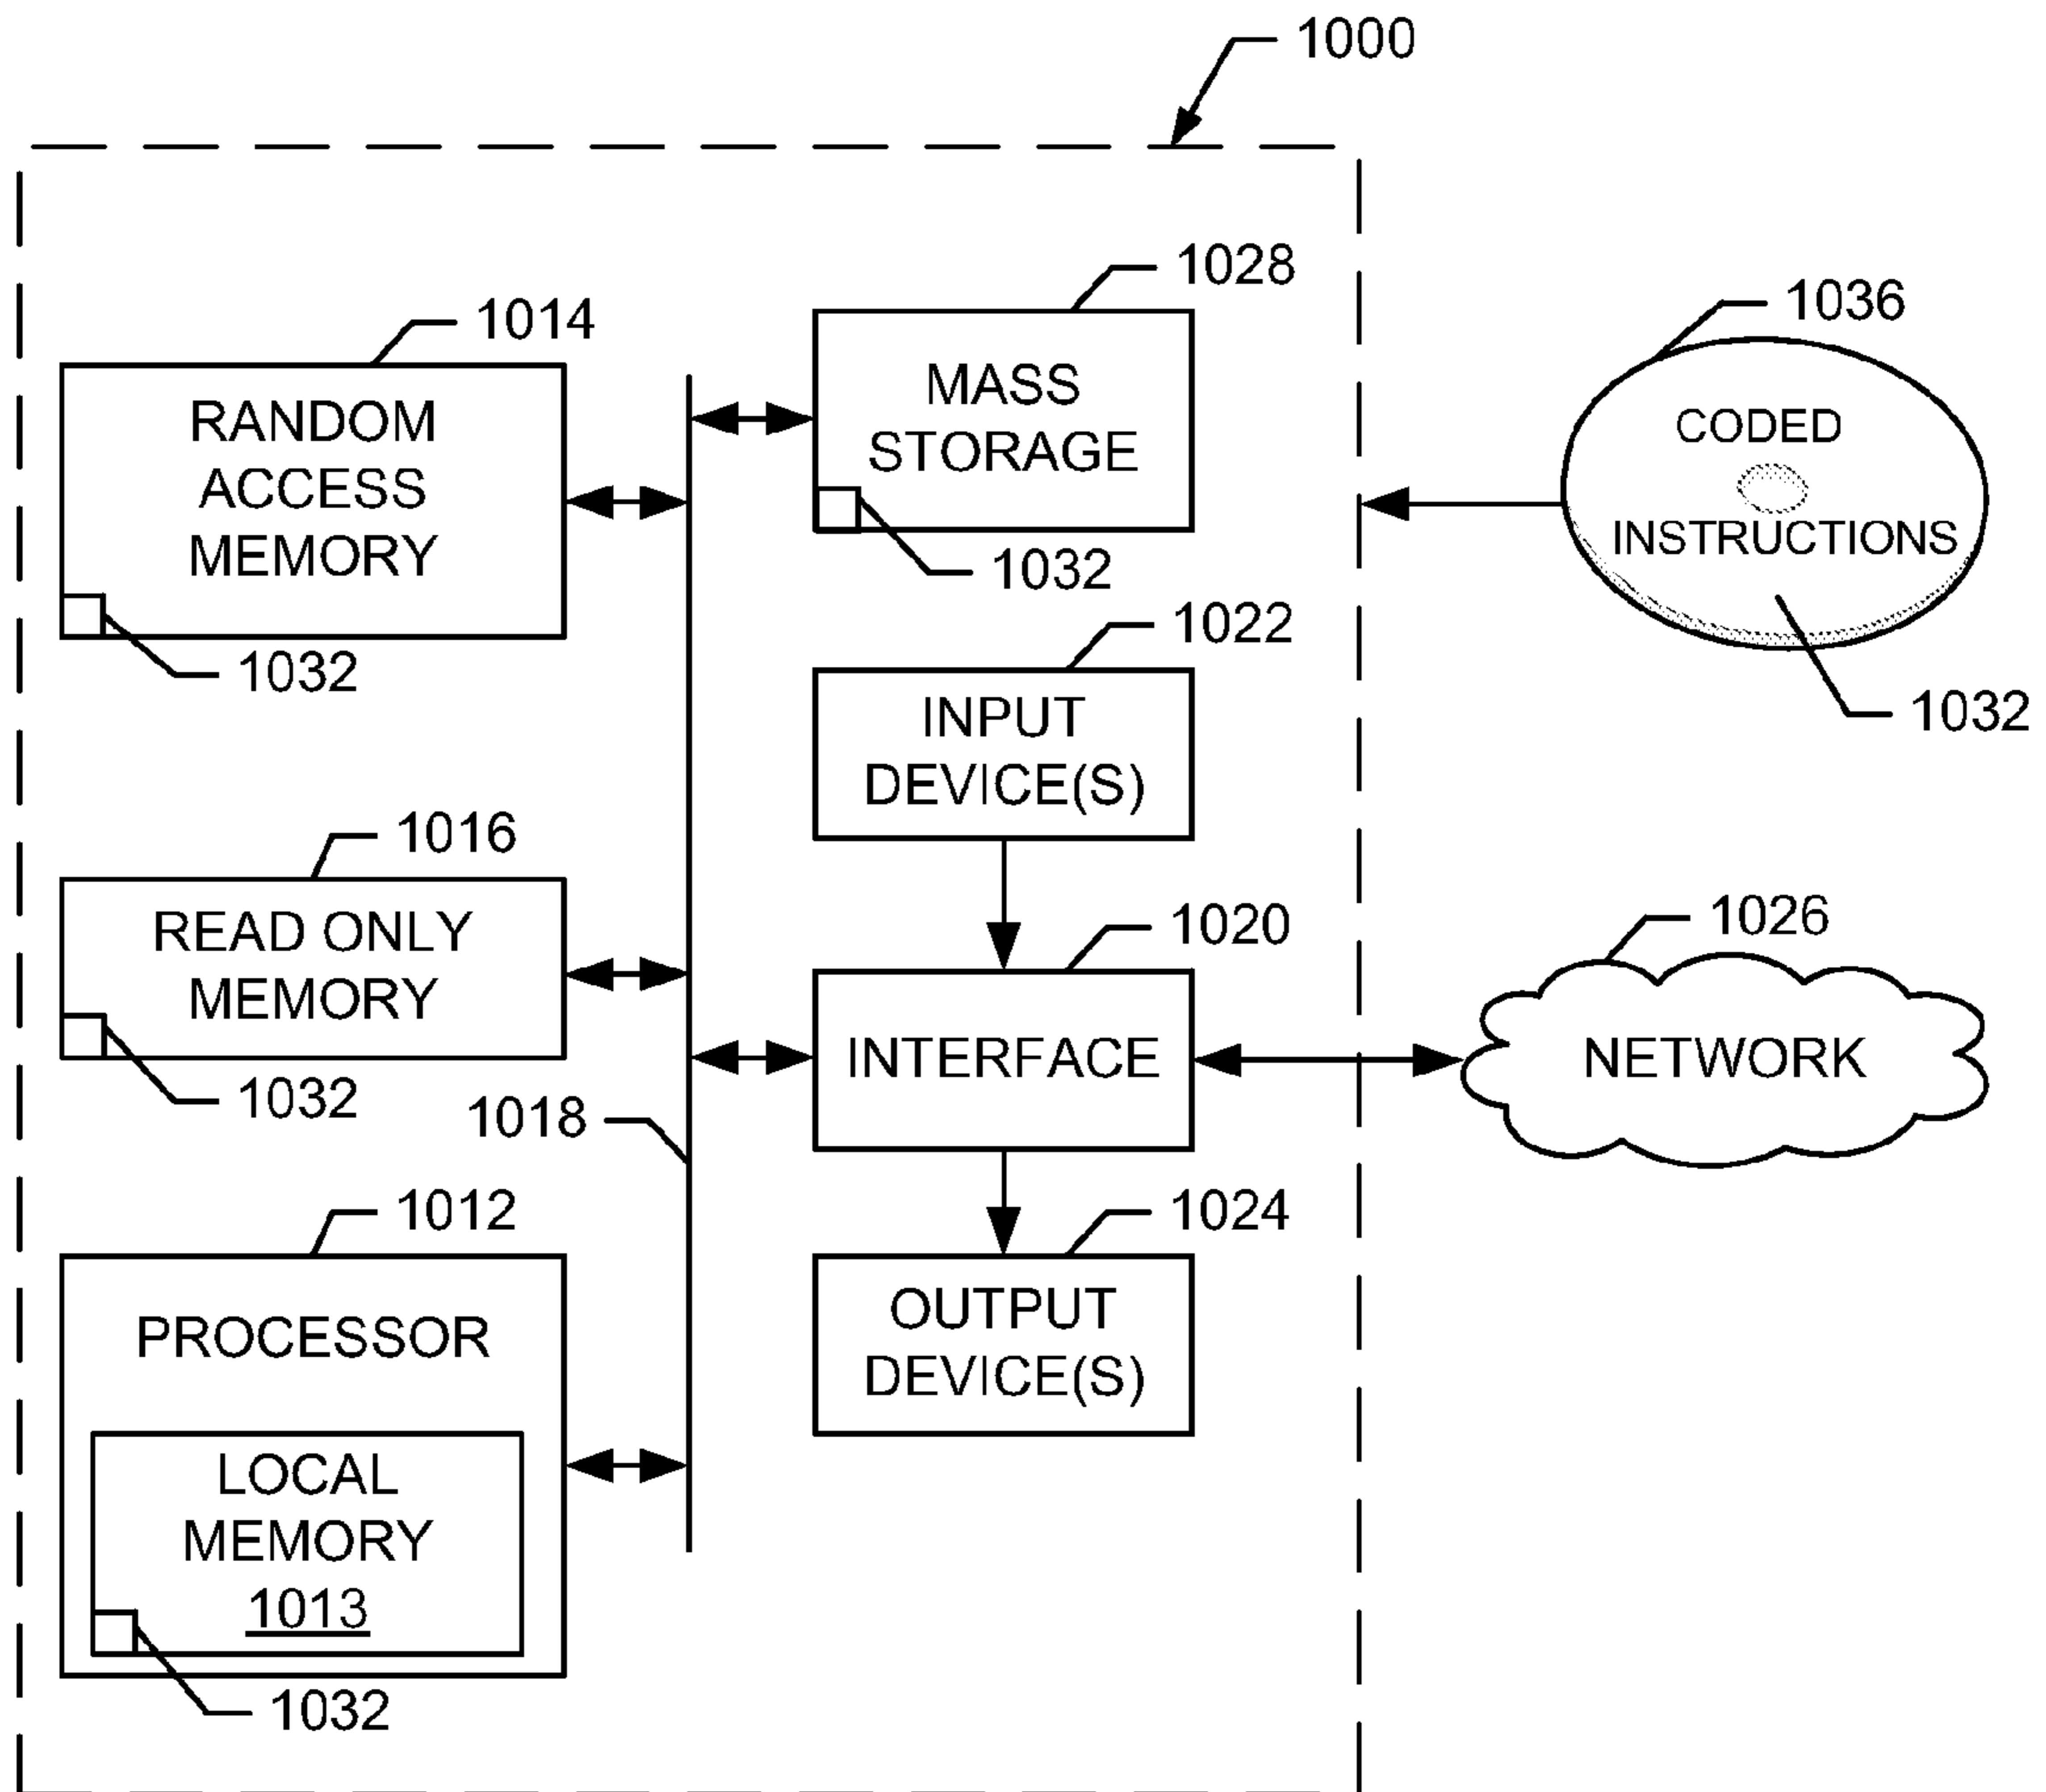 1000
1028
1014
1036
MASS
STORAGE
RANDOM
ACCESS
MEMORY
CODED
INSTRUCTIONS
1032
1032
1032
1022
INPUT
DEVICE(S)
1016
READ ONLY
MEMORY
1032
1020
1026
INTERFACE
NETWORK
1018
1012
1024
PROCESSOR
OUTPUT
DEVICE(S)
LOCAL
MEMORY
1013
1032